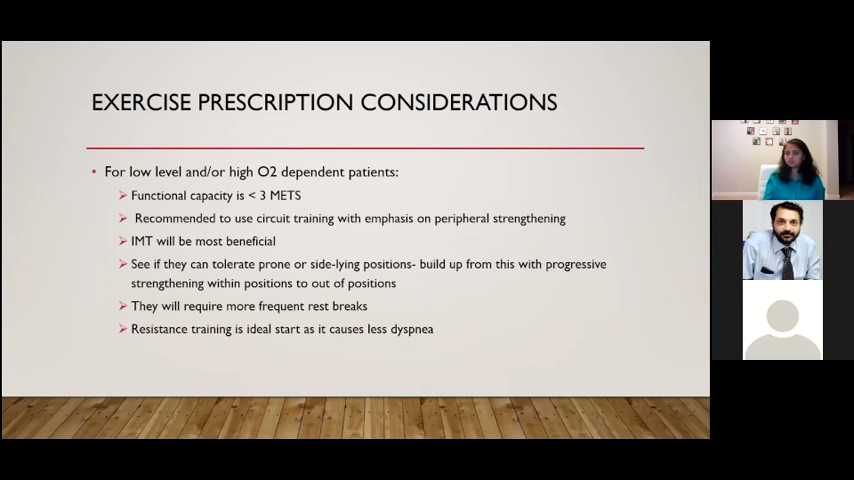 EXERCISE PRESCRIPTION CONSIDERATIONS
• For low level and/or high O2 dependent patients:
➢ Functional capacity is < 3 METS
➢ Recommended to use circuit training with emphasis on peripheral strengthening
➢ IMT will be most beneficial
➢ See if they can tolerate prone or side-lying positions- build up from this with progressive
strengthening within positions to out of positions
➢ They will require more frequent rest breaks
➢ Resistance training is ideal start as it causes less dyspnea